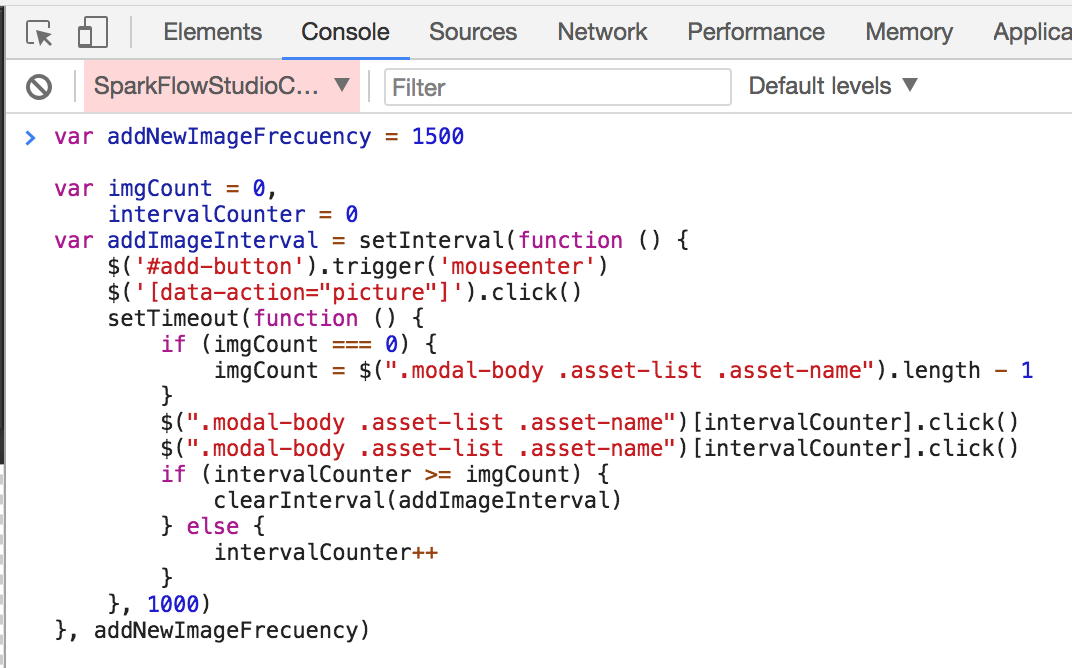 Elements Console Sources Network Performance Memory Applica
SparkFlowStudioC... ▼ Filter Default levels ▼
> var addNewImageFrecuency = 1500
var imgCount = 0,
    intervalCounter = 0
var addImageInterval = setInterval(function () {
    $('#add-button').trigger('mouseenter')
    $('[data-action="picture"]').click()
    setTimeout(function () {
        if (imgCount === 0) {
            imgCount = $(".modal-body .asset-list .asset-name").length - 1
        }
        $(".modal-body .asset-list .asset-name")[intervalCounter].click()
        $(".modal-body .asset-list .asset-name")[intervalCounter].click()
        if (intervalCounter >= imgCount) {
            clearInterval(addImageInterval)
        } else {
            intervalCounter++
        }
    }, 1000)
}, addNewImageFrecuency)